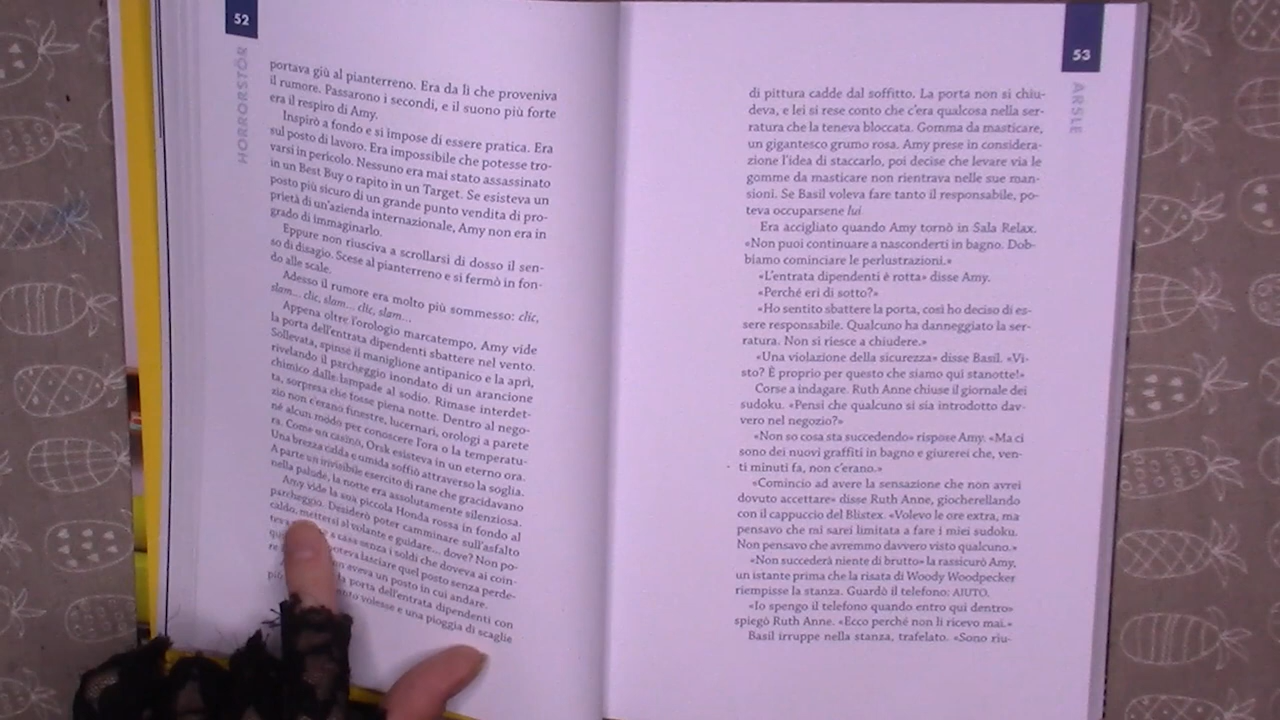 52
HORRORSTÖR
portava giù al pianterreno. Era da lì che proveniva
il rumore. Passarono i secondi, e il suono più forte
era il respiro di Amy.
Inspirò a fondo e si impose di essere pratica. Era
sul posto di lavoro. Era impossibile che potesse tro-
varsi in pericolo. Nessuno era mai stato assassinato
in un Best Buy o rapito in un Target. Se esisteva un
posto più sicuro di un grande punto vendita di pro-
prietà di un'azienda internazionale, Amy non era in
grado di immaginarlo.
Eppure non riusciva a scrollarsi di dosso il sen-
so di disagio. Scese al pianterreno e si fermò in fon-
do alle scale.
Adesso il rumore era molto più sommesso: clic,
slam... clic, slam... clic, slam...
Appena oltre l'orologio marcatempo, Amy vide
la porta dell'entrata dipendenti sbattere nel vento.
Sollevata, spinse il maniglione antipanico e la aprì,
rivelando il parcheggio inondato di un arancione
chimico dalle lampade al sodio. Rimase interdet-
ta, sorpresa che fosse piena notte. Dentro al nego-
zio non c'erano finestre, lucernari, orologi a parete
né alcun modo per conoscere l'ora o la temperatu-
ra. Come un casinò, Orsk esisteva in un eterno ora.
Una brezza calda e umida soffiò attraverso la soglia.
A parte un invisibile esercito di rane che gracidavano
nella palude, la notte era assolutamente silenziosa.
Amy vide la sua piccola Honda rossa in fondo al
parcheggio. Desiderò poter camminare sull'asfalto
caldo, mettersi al volante e guidare... dove? Non po-
a casa senza i soldi che doveva ai coin-
poteva lasciare quel posto senza perde-
non aveva un posto in cui andare.
la porta dell'entrata dipendenti con
volesse e una pioggia di scaglie
53
ARSLE
di pittura cadde dal soffitto. La porta non si chiu-
deva, e lei si rese conto che c'era qualcosa nella ser-
ratura che la teneva bloccata. Gomma da masticare,
un gigantesco grumo rosa. Amy prese in considera-
zione l'idea di staccarlo, poi decise che levare via le
gomme da masticare non rientrava nelle sue man-
sioni. Se Basil voleva fare tanto il responsabile, po-
teva occuparsene lui.
Era accigliato quando Amy tornò in Sala Relax.
«Non puoi continuare a nasconderti in bagno. Dob-
biamo cominciare le perlustrazioni.»
«L'entrata dipendenti è rotta» disse Amy.
«Perché eri di sotto?»
«Ho sentito sbattere la porta, così ho deciso di es-
sere responsabile. Qualcuno ha danneggiato la ser-
ratura. Non si riesce a chiudere.»
«Una violazione della sicurezza» disse Basil. «Vi-
sto? È proprio per questo che siamo qui stanotte!»
Corse a indagare. Ruth Anne chiuse il giornale dei
sudoku. «Pensi che qualcuno si sia introdotto dav-
vero nel negozio?»
«Non so cosa sta succedendo» rispose Amy. «Ma ci
sono dei nuovi graffiti in bagno e giurerei che, ven-
ti minuti fa, non c'erano.»
«Comincio ad avere la sensazione che non avrei
dovuto accettare» disse Ruth Anne, giocherellando
con il cappuccio del Blistex. «Volevo le ore extra, ma
pensavo che mi sarei limitata a fare i miei sudoku.
Non pensavo che avremmo davvero visto qualcuno.»
«Non succederà niente di brutto» la rassicurò Amy,
un istante prima che la risata di Woody Woodpecker
riempisse la stanza. Guardò il telefono: AIUTO.
«Io spengo il telefono quando entro qui dentro»
spiegò Ruth Anne. «Ecco perché non li ricevo mai.»
Basil irruppe nella stanza, trafelato. «Sono riu-